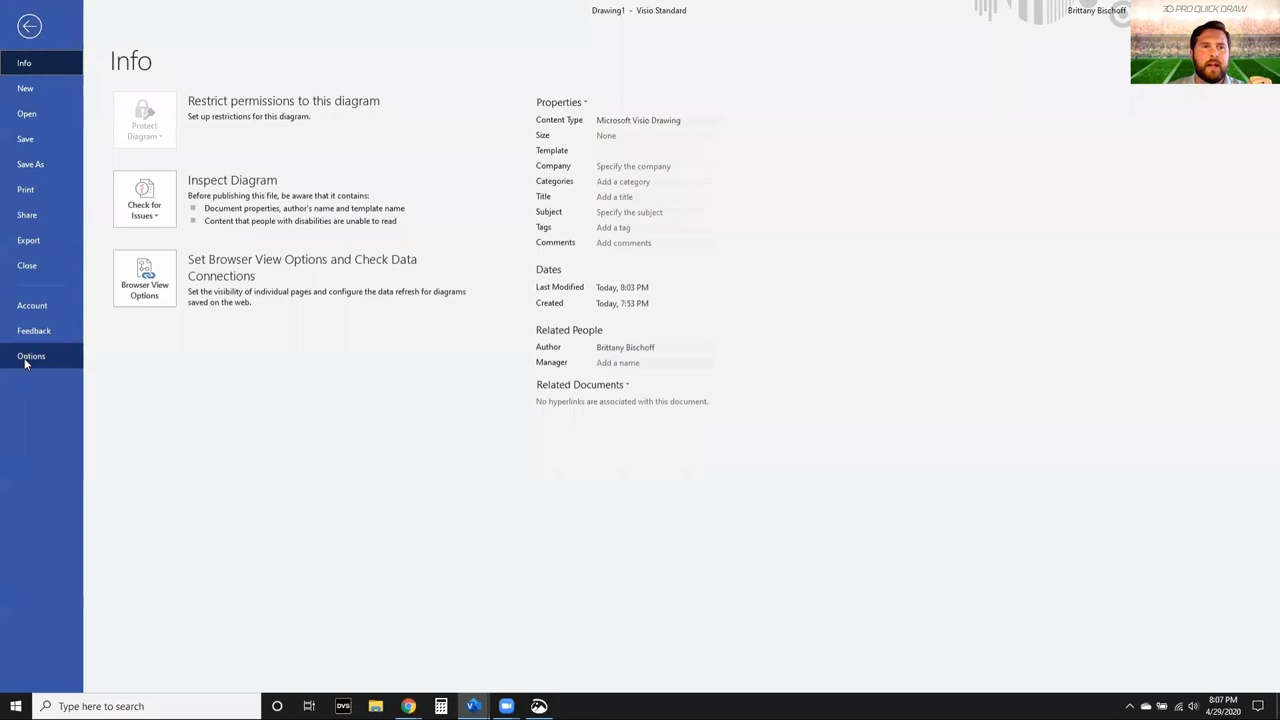 Drawing1 - Visio Standard
Brittany Bischoff
PRO QUICK DRAW
Info
New
Open
Save
Save As
Print
Share
Export
Close
Account
Feedback
Options
Info
Protect
Diagram
Restrict permissions to this diagram
Set up restrictions for this diagram.
Check for
Issues
Inspect Diagram
Before publishing this file, be aware that it contains:
Document properties, author's name and template name
Content that people with disabilities are unable to read
Browser View
Options
Set Browser View Options and Check Data
Connections
Set the visibility of individual pages and configure the data refresh for diagrams
saved on the web.
Properties
Content Type Microsoft Visio Drawing
Size None
Template
Company Specify the company
Categories Add a category
Title Add a title
Subject Specify the subject
Tags Add a tag
Comments Add comments
Dates
Last Modified Today, 8:03 PM
Created Today, 7:53 PM
Related People
Author Brittany Bischoff
Manager Add a name
Related Documents
No hyperlinks are associated with this document.
Type here to search
DVS
8:07 PM
4/29/2020